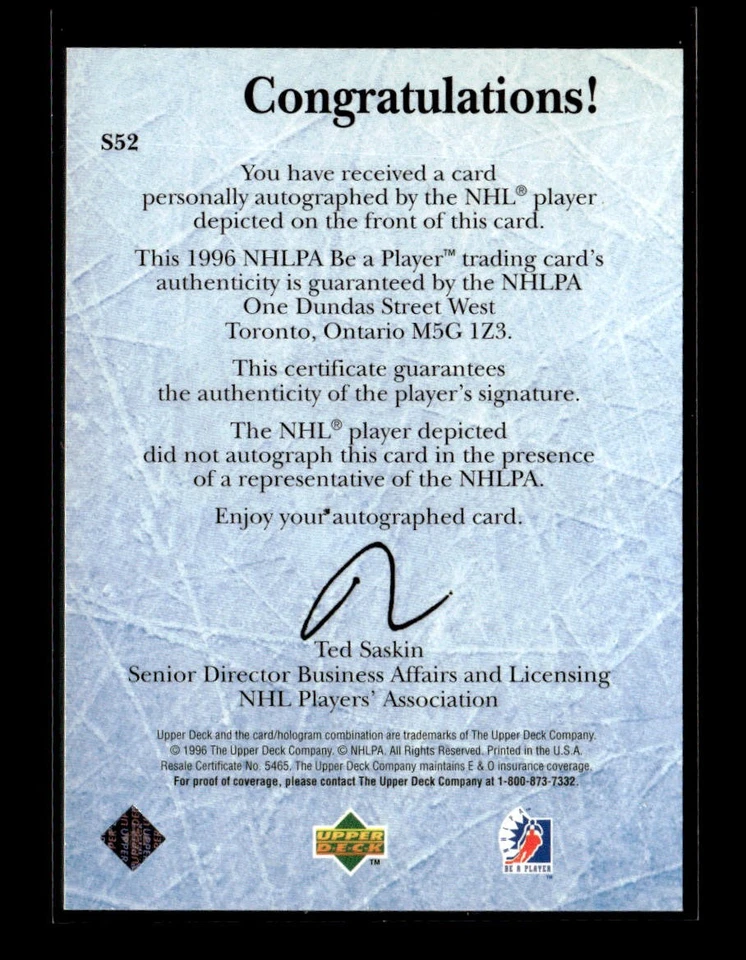 Congratulations!
S52
You have received a card
personally autographed by the NHL® player
depicted on the front of this card.
This 1996 NHLPA Be a Player™ trading card's
authenticity is guaranteed by the NHLPA
One Dundas Street West
Toronto, Ontario M5G 1Z3.
This certificate guarantees
the authenticity of the player's signature.
The NHL® player depicted
did not autograph this card in the presence
of a representative of the NHLPA.
Enjoy your autographed card.
Ted Saskin
Senior Director Business Affairs and Licensing
NHL Players' Association
Upper Deck and the card/hologram combination are trademarks of The Upper Deck Company.
© 1996 The Upper Deck Company. © NHLPA. All Rights Reserved. Printed in the U.S.A.
Resale Certificate No. 5465. The Upper Deck Company maintains E & O insurance coverage.
For proof of coverage, please contact The Upper Deck Company at 1-800-873-7332.
UPPER
DECK
TM
BE A PLAYER